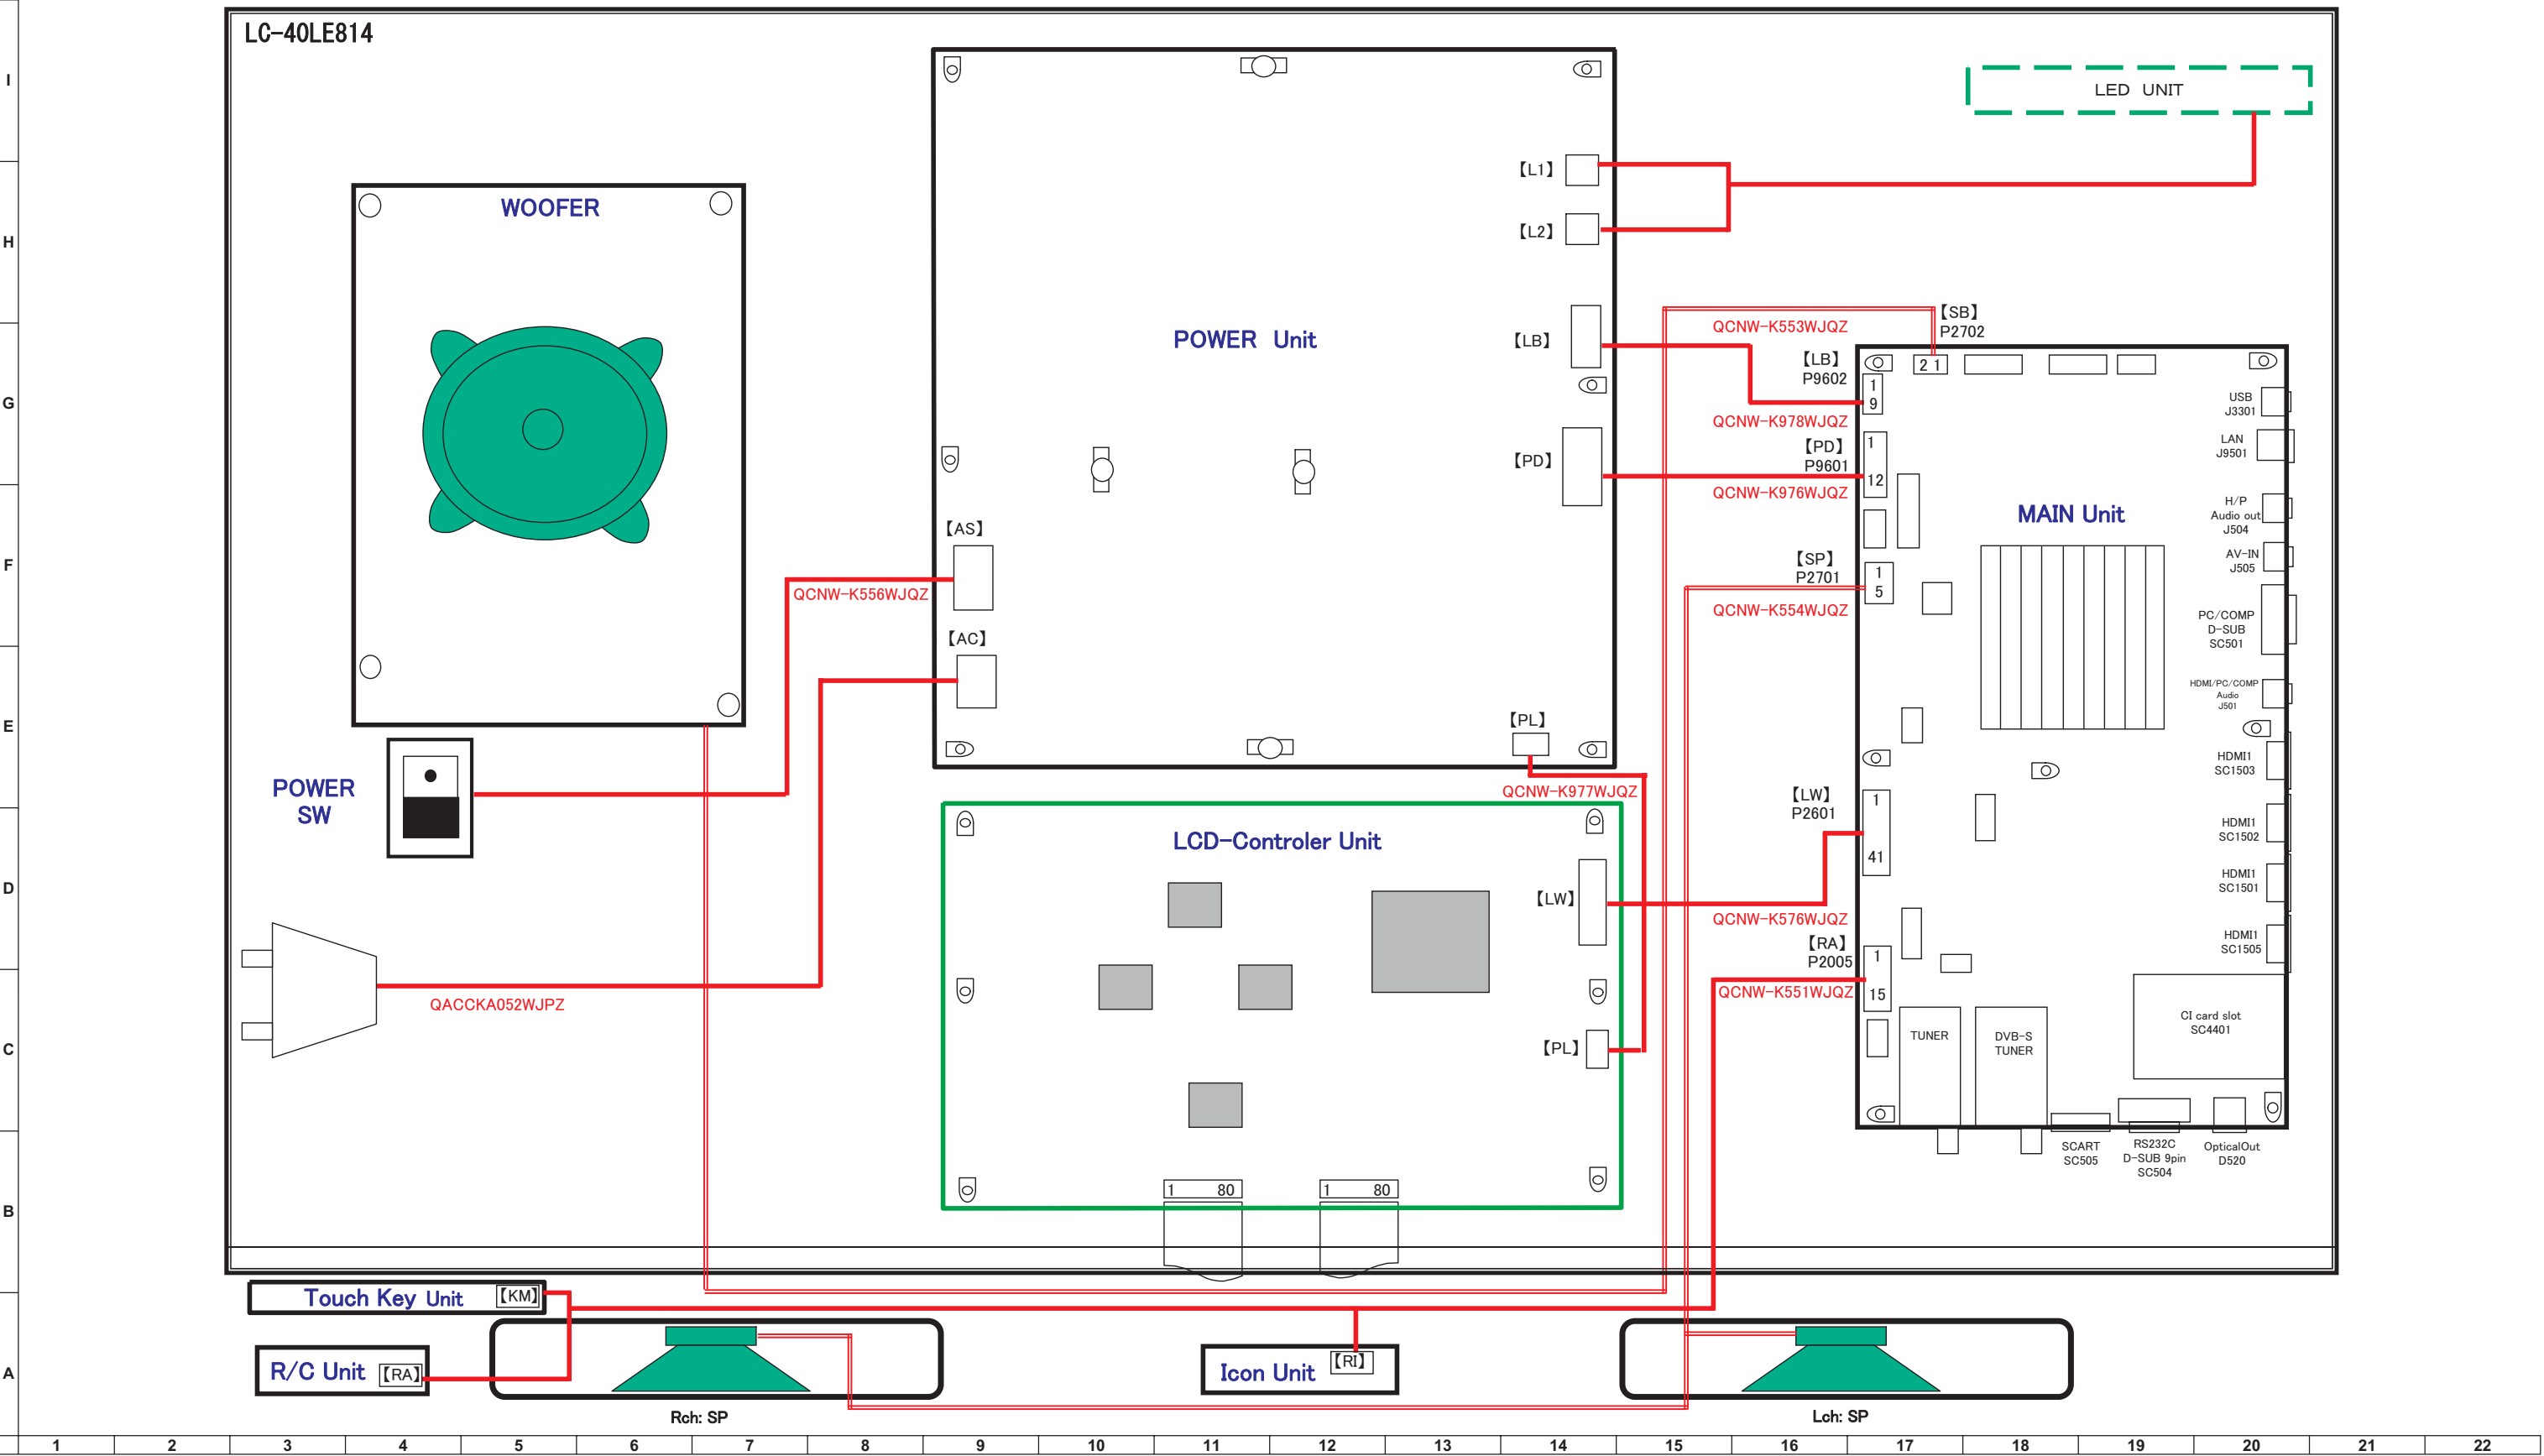 LC-40LE814
I
H
G
F
E
D
C
B
A
WOOFER
POWER Unit
LED UNIT
【L1】
【L2】
【LB】
【PD】
【AS】
【AC】
【PL】
QCNW-K556WJQZ
QACCKA052WJPZ
POWER
SW
QCNW-K977WJQZ
LCD-Controler Unit
【LW】
【PL】
1 80
1 80
QCNW-K553WJQZ
【SB】
P2702
2 1
【LB】
P9602
1
9
QCNW-K978WJQZ
【PD】
P9601
1
12
QCNW-K976WJQZ
【SP】
P2701
1
5
QCNW-K554WJQZ
【LW】
P2601
1
41
QCNW-K576WJQZ
【RA】
P2005
1
15
QCNW-K551WJQZ
MAIN Unit
USB
J3301
LAN
J9501
H/P
Audio out
J504
AV-IN
J505
PC/COMP
D-SUB
SC501
HDMI/PC/COMP
Audio
J501
HDMI1
SC1503
HDMI1
SC1502
HDMI1
SC1501
HDMI1
SC1505
CI card slot
SC4401
TUNER
DVB-S
TUNER
SCART
SC505
RS232C
D-SUB 9pin
SC504
OpticalOut
D520
Touch Key Unit 【KM】
R/C Unit 【RA】
Icon Unit 【RI】
Rch: SP
Lch: SP
1 2 3 4 5 6 7 8 9 10 11 12 13 14 15 16 17 18 19 20 21 22